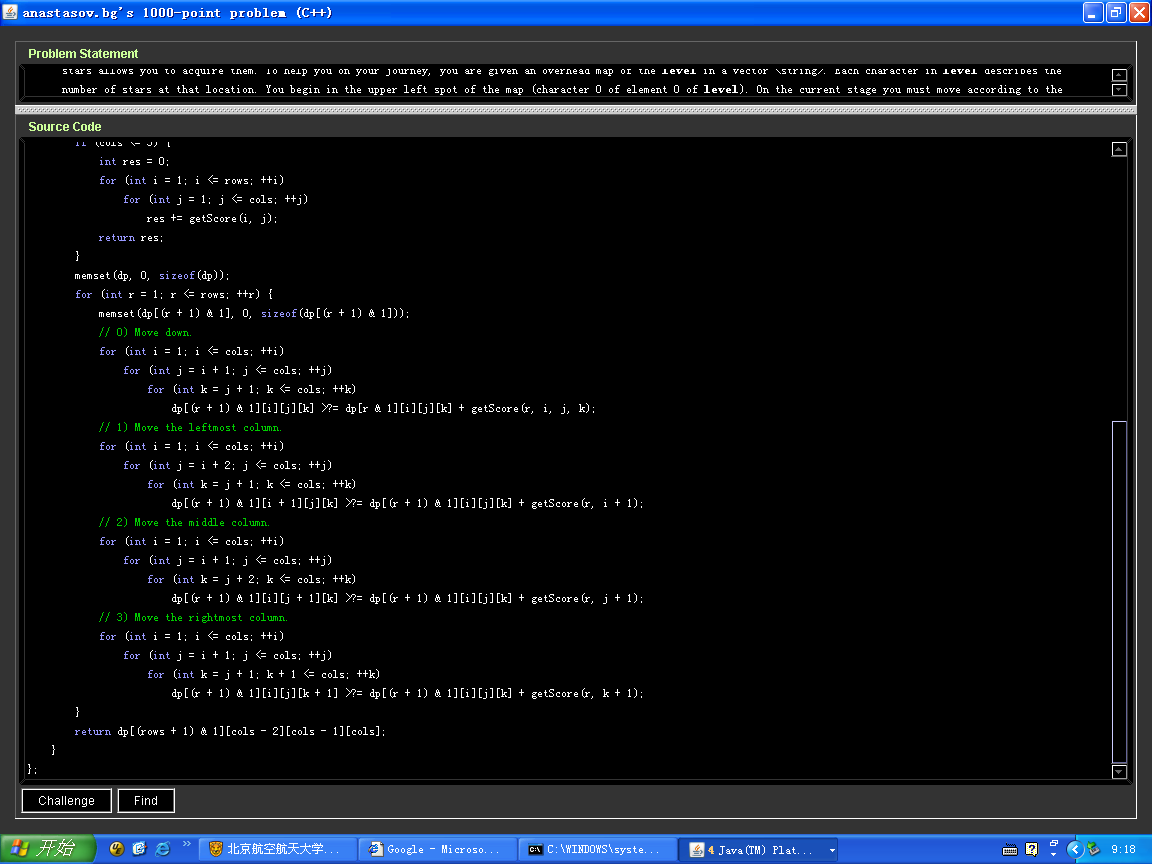 anastasov.bg's 1000-point problem (C++)
Problem Statement
stars allows you to acquire them. To help you on your journey, you are given an overhead map of the level in a vector <string>. Each character in level describes the
number of stars at that location. You begin in the upper left spot of the map (character 0 of element 0 of level). On the current stage you must move according to the
Source Code
if (cols <= 3) {
int res = 0;
for (int i = 1; i <= rows; ++i)
for (int j = 1; j <= cols; ++j)
res += getScore(i, j);
return res;
}
memset(dp, 0, sizeof(dp));
for (int r = 1; r <= rows; ++r) {
memset(dp[(r + 1) & 1], 0, sizeof(dp[(r + 1) & 1]));
// 0) Move down.
for (int i = 1; i <= cols; ++i)
for (int j = i + 1; j <= cols; ++j)
for (int k = j + 1; k <= cols; ++k)
dp[(r + 1) & 1][i][j][k] >?= dp[r & 1][i][j][k] + getScore(r, i, j, k);
// 1) Move the leftmost column.
for (int i = 1; i <= cols; ++i)
for (int j = i + 2; j <= cols; ++j)
for (int k = j + 1; k <= cols; ++k)
dp[(r + 1) & 1][i + 1][j][k] >?= dp[(r + 1) & 1][i][j][k] + getScore(r, i + 1);
// 2) Move the middle column.
for (int i = 1; i <= cols; ++i)
for (int j = i + 1; j <= cols; ++j)
for (int k = j + 2; k <= cols; ++k)
dp[(r + 1) & 1][i][j + 1][k] >?= dp[(r + 1) & 1][i][j][k] + getScore(r, j + 1);
// 3) Move the rightmost column.
for (int i = 1; i <= cols; ++i)
for (int j = i + 1; j <= cols; ++j)
for (int k = j + 1; k + 1 <= cols; ++k)
dp[(r + 1) & 1][i][j][k + 1] >?= dp[(r + 1) & 1][i][j][k] + getScore(r, k + 1);
}
return dp[(rows + 1) & 1][cols - 2][cols - 1][cols];
}
};
Challenge Find
开始 北京航空航天大学... Google - Microso... C:\WINDOWS\syste... 4 Java(TM) Plat... 9:18